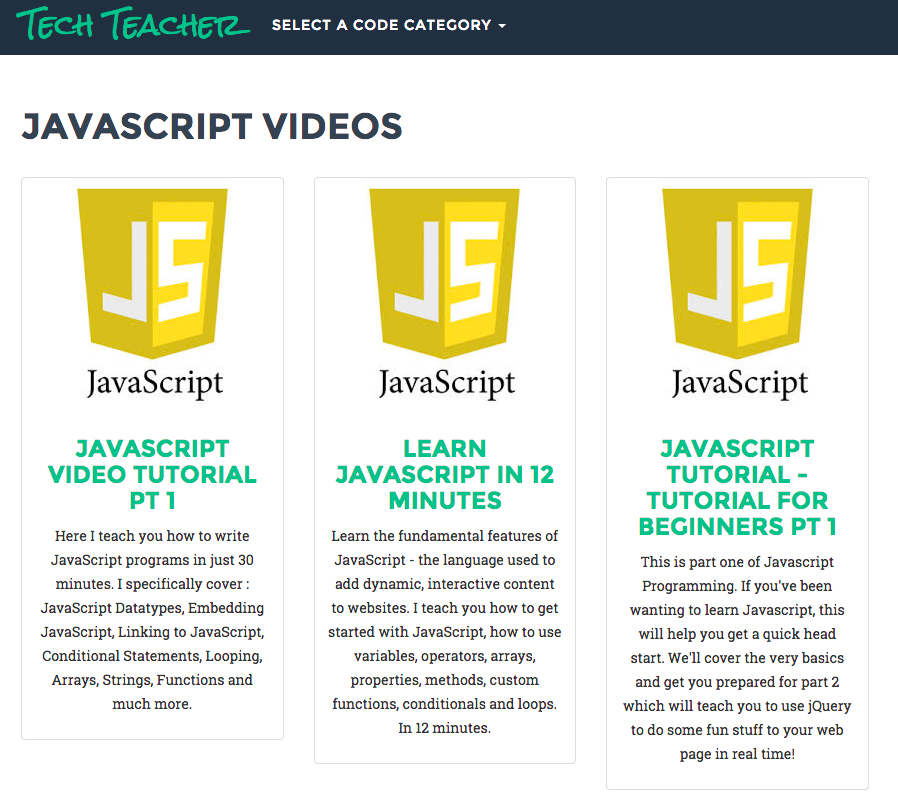 TECH TEACHER
SELECT A CODE CATEGORY
JAVASCRIPT VIDEOS
JS
JavaScript
JAVASCRIPT
VIDEO TUTORIAL
PT 1
Here I teach you how to write
JavaScript programs in just 30
minutes. I specifically cover :
JavaScript Datatypes, Embedding
JavaScript, Linking to JavaScript,
Conditional Statements, Looping,
Arrays, Strings, Functions and
much more.
JS
JavaScript
LEARN
JAVASCRIPT IN 12
MINUTES
Learn the fundamental features of
JavaScript - the language used to
add dynamic, interactive content
to websites. I teach you how to get
started with JavaScript, how to use
variables, operators, arrays,
properties, methods, custom
functions, conditionals and loops.
In 12 minutes.
JS
JavaScript
JAVASCRIPT
TUTORIAL -
TUTORIAL FOR
BEGINNERS PT 1
This is part one of Javascript
Programming. If you've been
wanting to learn Javascript, this
will help you get a quick head
start. We'll cover the very basics
and get you prepared for part 2
which will teach you to use jQuery
to do some fun stuff to your web
page in real time!